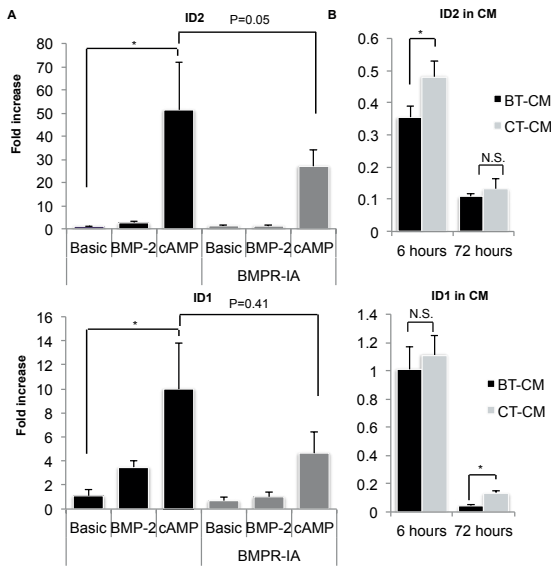 A
ID2
P=0.05
*
Fold increase
80
70
60
50
40
30
20
10
0
Basic BMP-2 cAMP Basic BMP-2 cAMP
BMPR-IA
B
ID2 in CM
*
0.6
0.5
0.4
0.3
0.2
0.1
0
BT-CM
CT-CM
N.S.
6 hours 72 hours
ID1
P=0.41
*
Fold increase
16
14
12
10
8
6
4
2
0
Basic BMP-2 cAMP Basic BMP-2 cAMP
BMPR-IA
ID1 in CM
N.S.
1.4
1.2
1
0.8
0.6
0.4
0.2
0
BT-CM
CT-CM
*
6 hours 72 hours